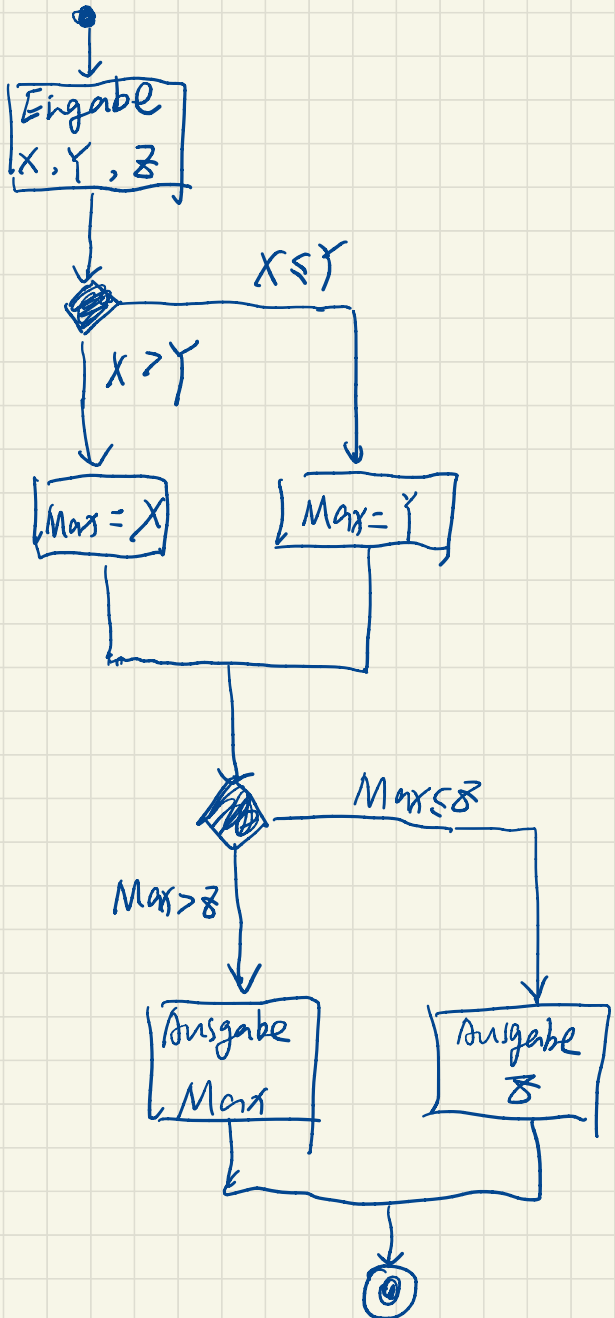 Eingabe
X, Y, Z
X ≤ Y
X > Y
Max = X
Max = Y
Max ≤ Z
Max > Z
Ausgabe
Max
Ausgabe
Z